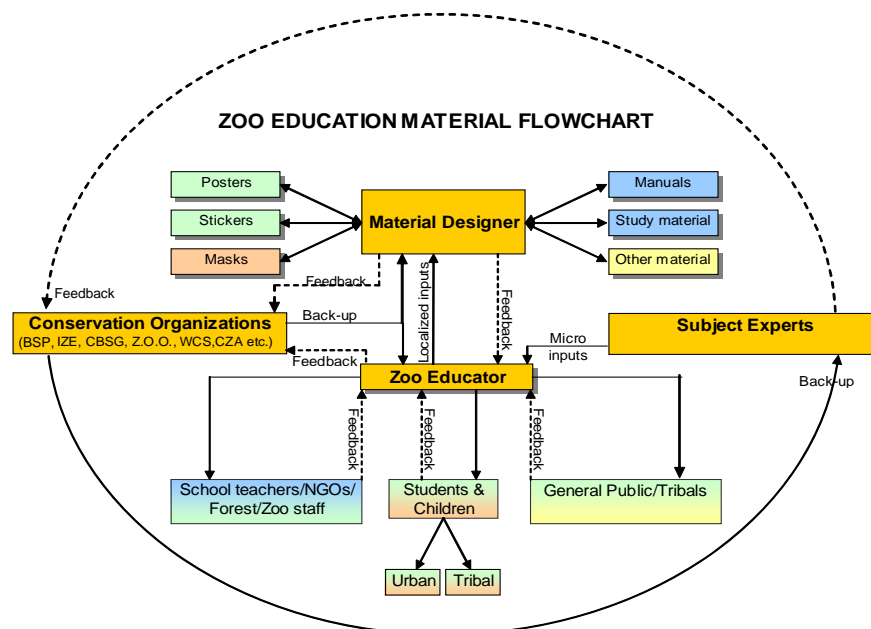 ZOO EDUCATION MATERIAL FLOWCHART
Posters
Stickers
Masks
Material Designer
Manuals
Study material
Other material
Feedback
Feedback
Back-up
Localized inputs
Feedback
Conservation Organizations
(BSP, IZE, CBSG, Z.O.O., WCS,CZA etc.)
Subject Experts
Micro
inputs
Feedback
Zoo Educator
Back-up
Feedback
Feedback
Feedback
School teachers/NGOs/
Forest/Zoo staff
Students &
Children
General Public/Tribals
Urban
Tribal